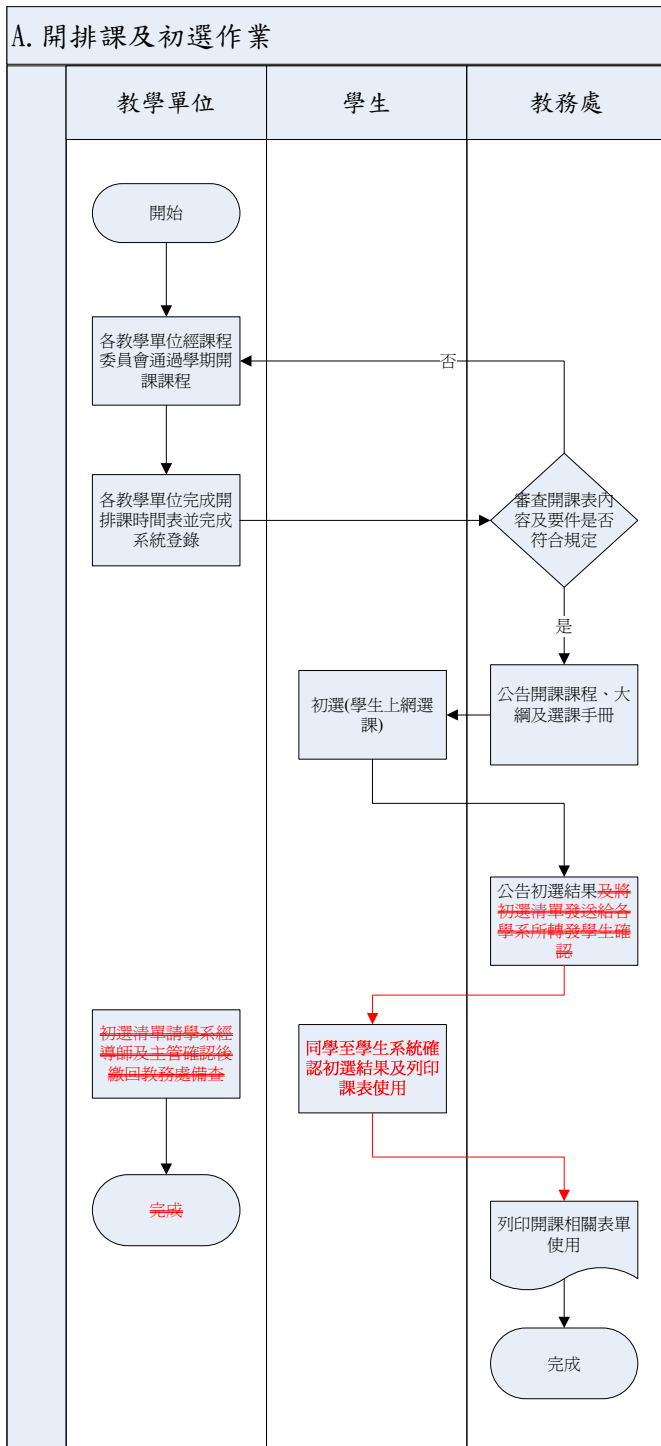 A. 開排課及初選作業
教學單位
學生
教務處
開始
各教學單位經課程
委員會通過學期開
課課程
否
各教學單位完成開
排課時間表並完成
系統登錄
審查開課表內
容及要件是否
符合規定
是
公告開課課程、大
綱及選課手冊
初選(學生上網選
課)
公告初選結果及將
初選清單發送給各
學系所轉發學生確
認
初選清單請學系經
導師及主管確認後
繳回教務處備查
同學至學生系統確
認初選結果及列印
課表使用
完成
列印開課相關表單
使用
完成